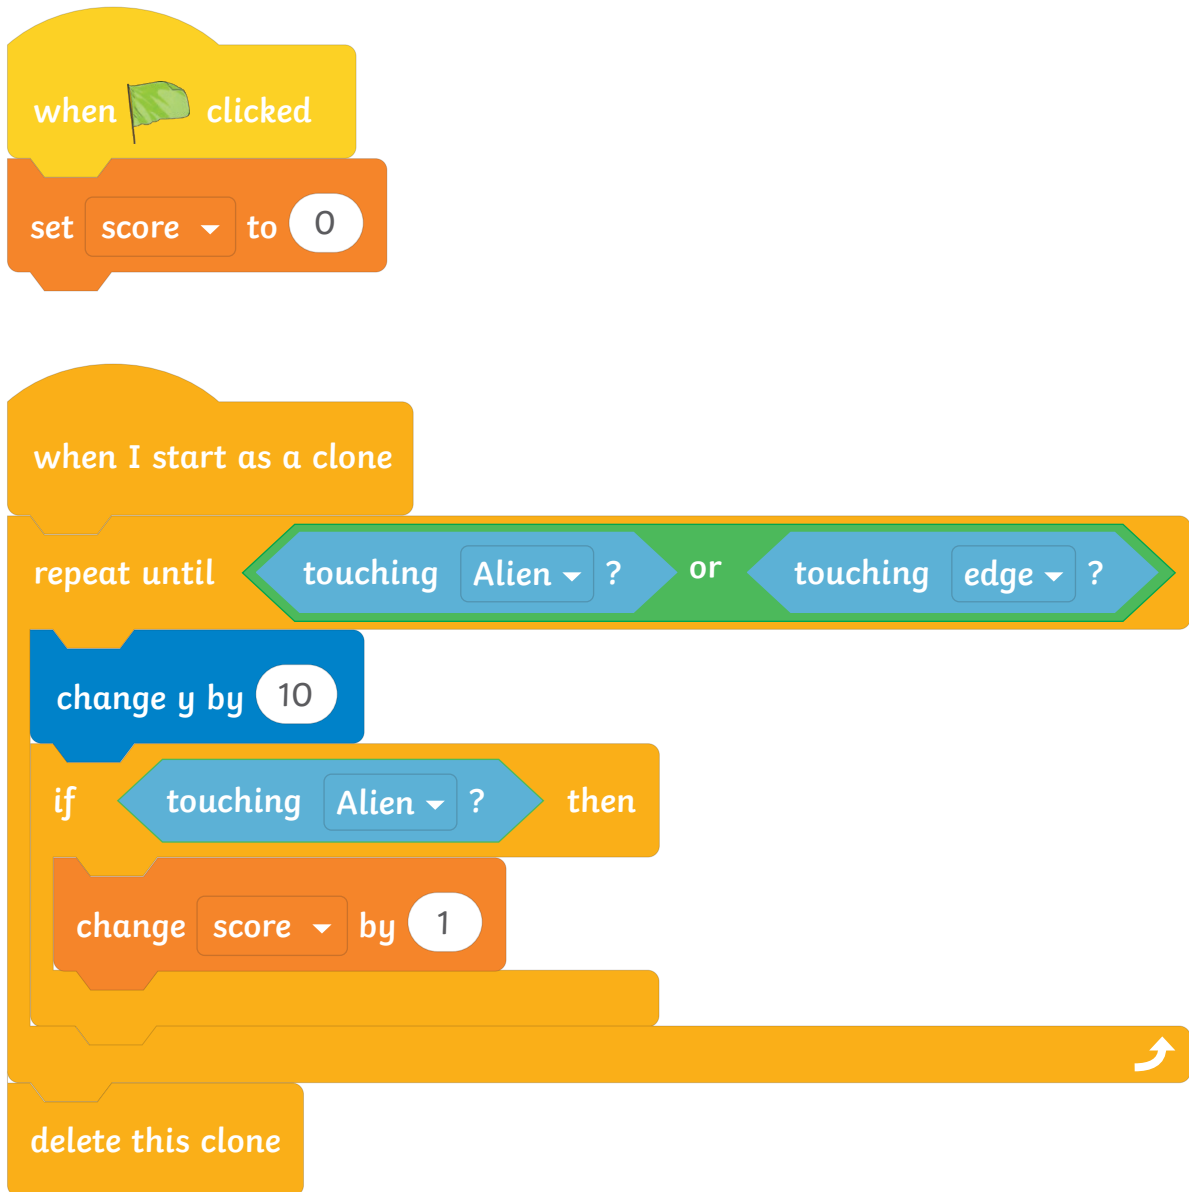 when clicked
set score to 0
when I start as a clone
repeat until touching Alien ? or touching edge ?
change y by 10
if touching Alien ? then
change score by 1
delete this clone